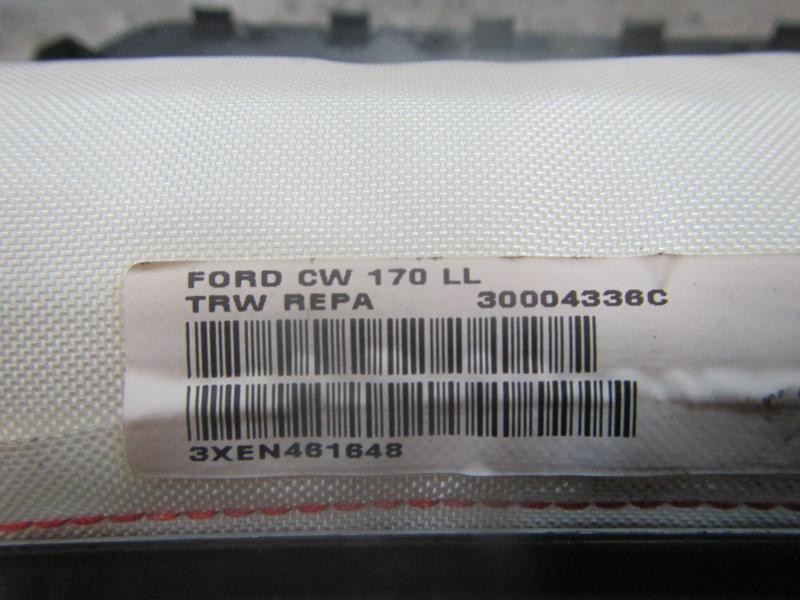 FORD CW 170 LL
TRW REPA 30004336C
3XEN461648